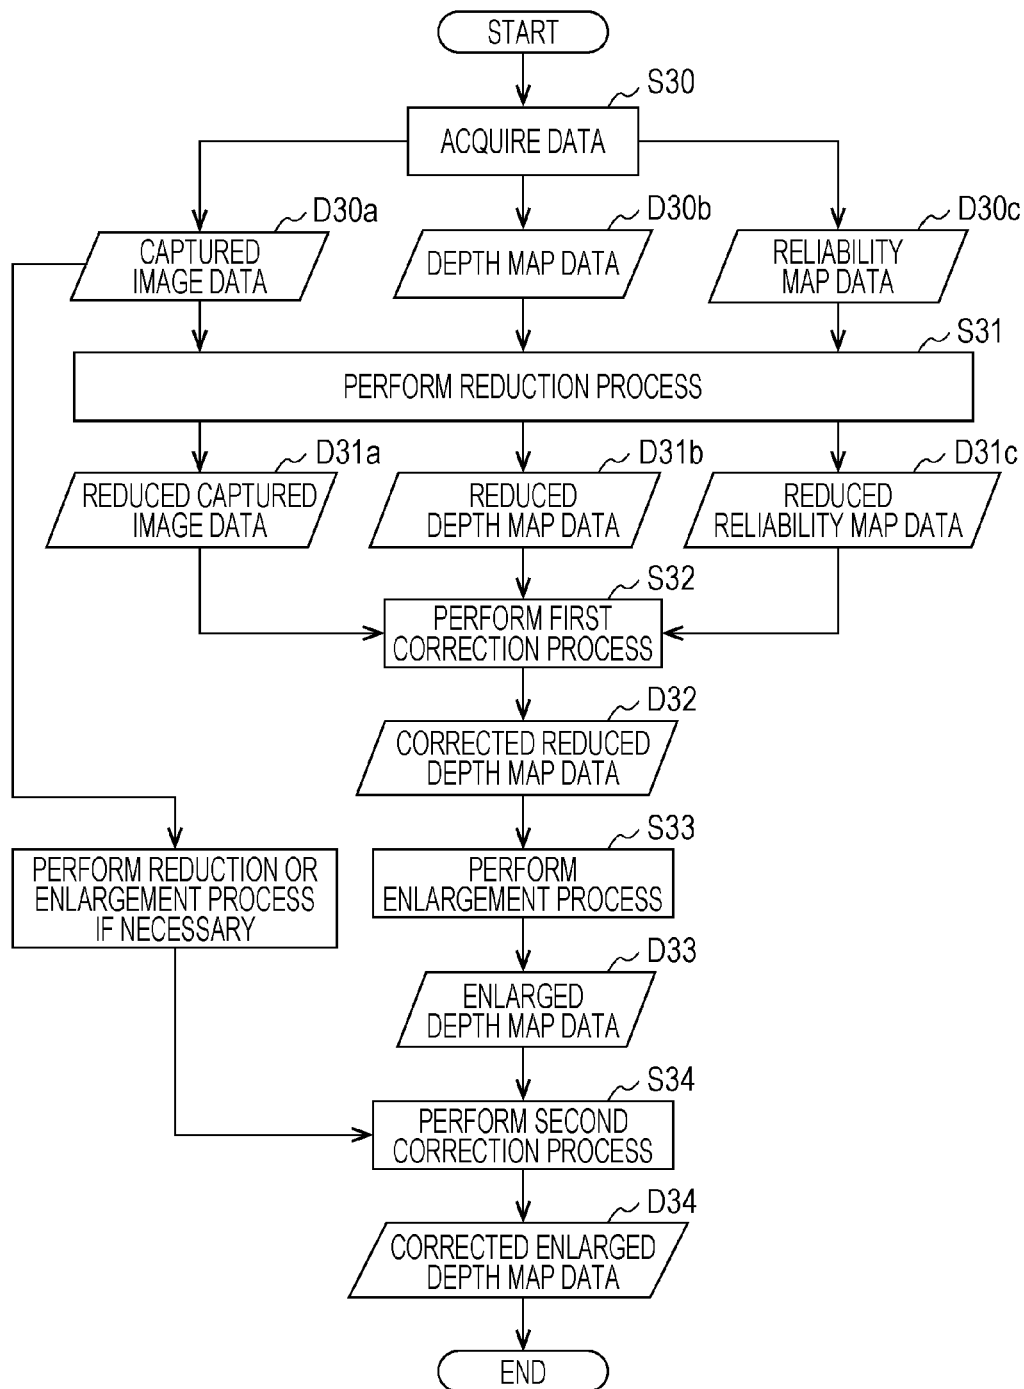 START
S30
ACQUIRE DATA
D30a
D30b
D30c
CAPTURED
IMAGE DATA
DEPTH MAP DATA
RELIABILITY
MAP DATA
S31
PERFORM REDUCTION PROCESS
D31a
D31b
D31c
REDUCED CAPTURED
IMAGE DATA
REDUCED
DEPTH MAP DATA
REDUCED
RELIABILITY MAP DATA
S32
PERFORM FIRST
CORRECTION PROCESS
D32
CORRECTED REDUCED
DEPTH MAP DATA
S33
PERFORM REDUCTION OR
ENLARGEMENT PROCESS
IF NECESSARY
PERFORM
ENLARGEMENT PROCESS
D33
ENLARGED
DEPTH MAP DATA
S34
PERFORM SECOND
CORRECTION PROCESS
D34
CORRECTED ENLARGED
DEPTH MAP DATA
END